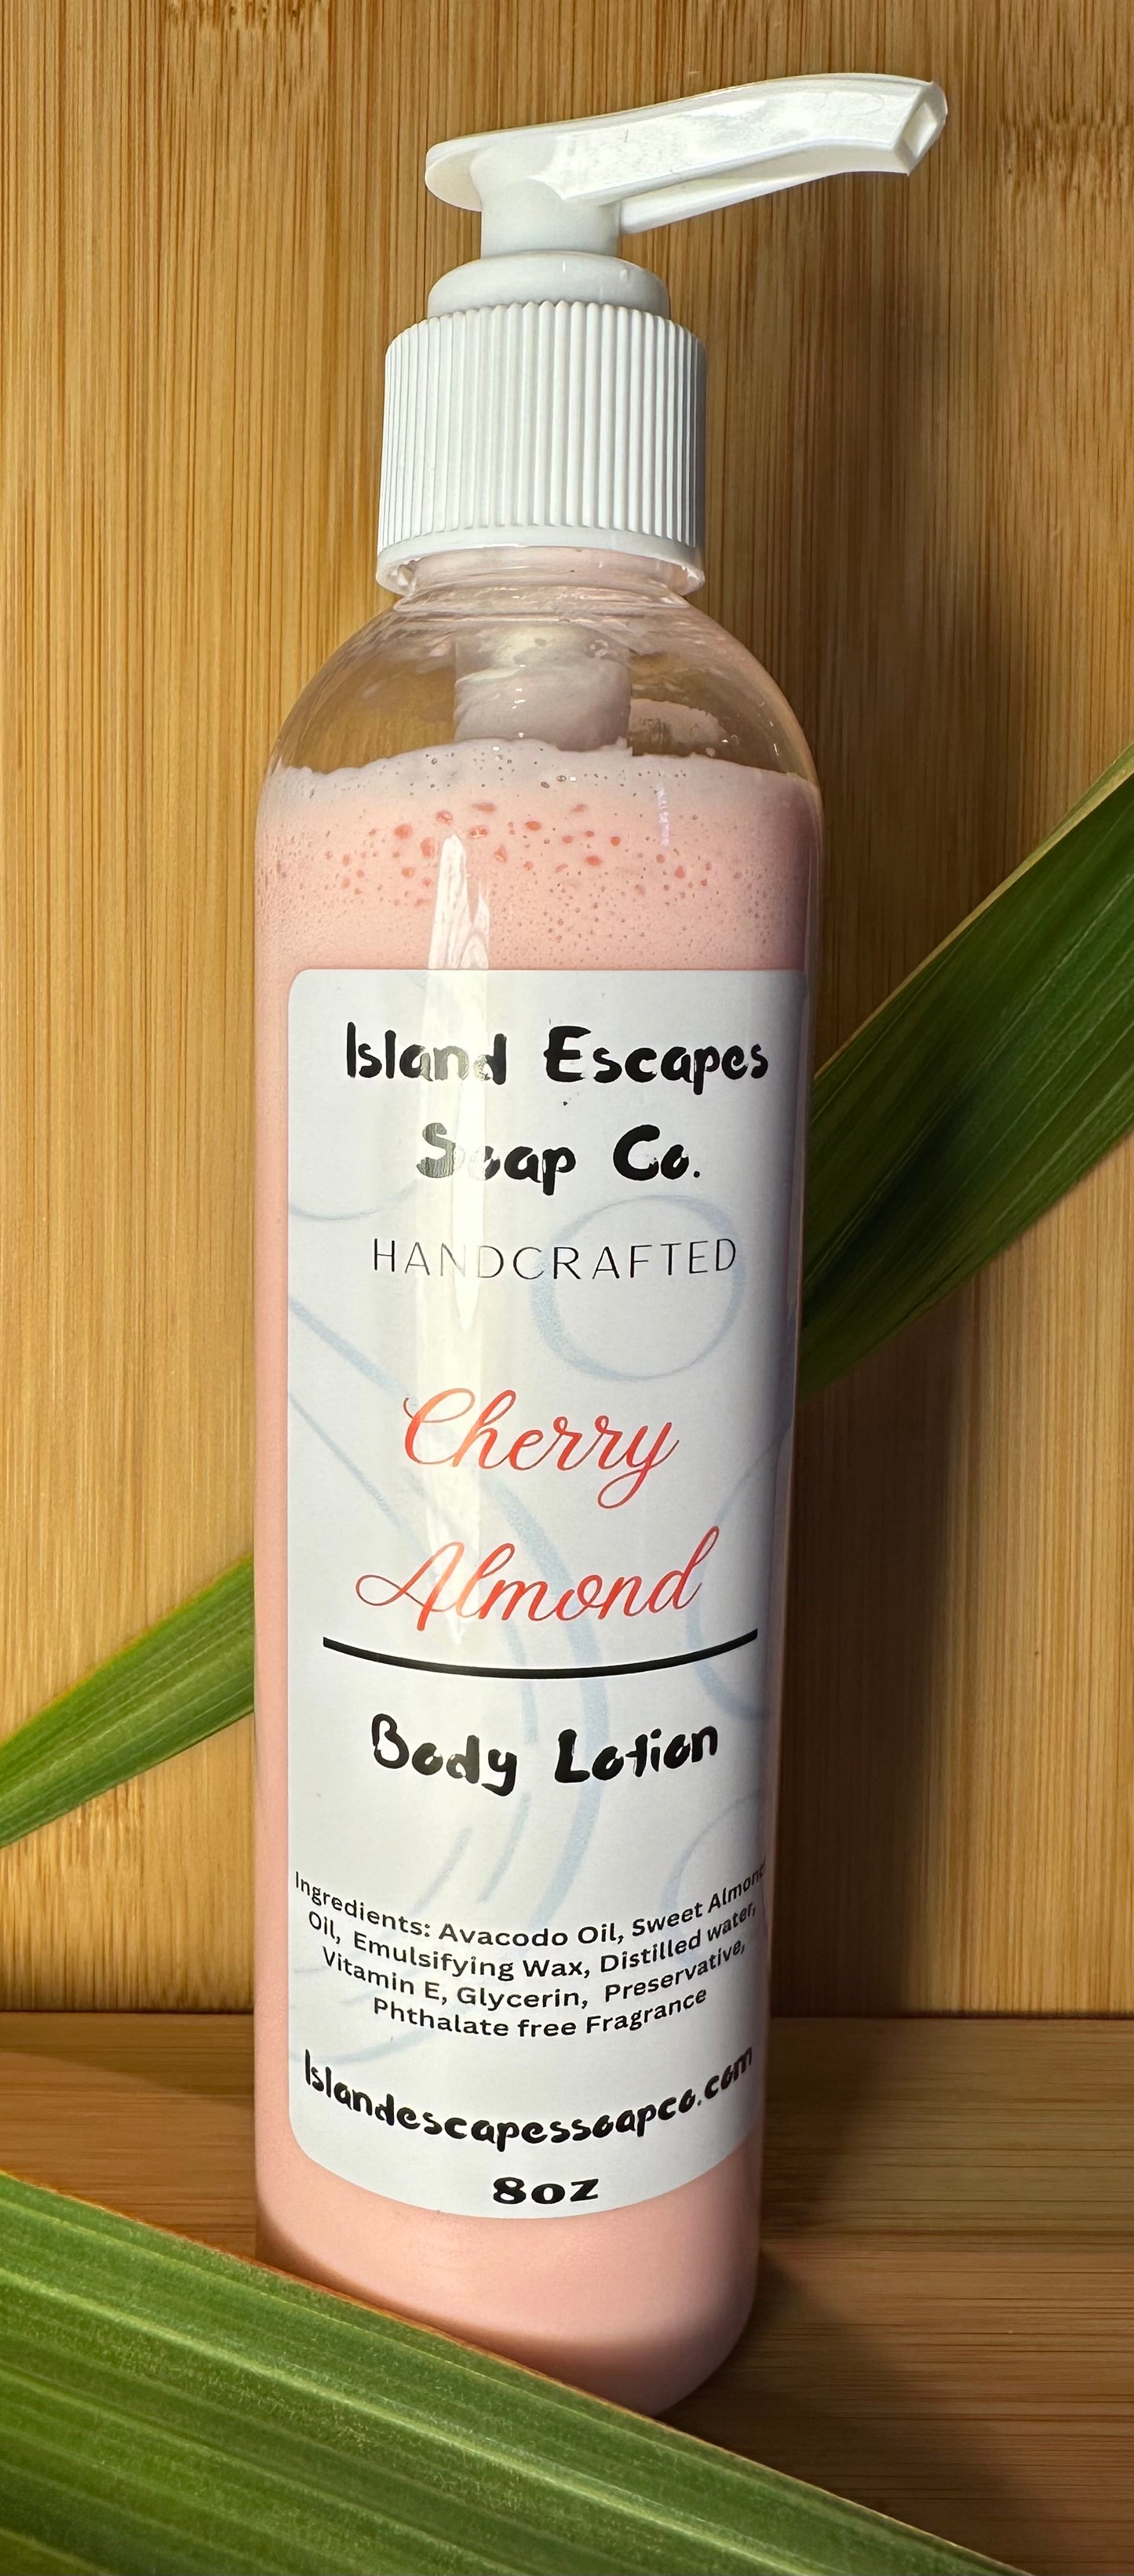 Island Escapes
Soap Co.
HANDCRAFTED
Cherry
Almond
Body Lotion
Ingredients: Avacodo Oil, Sweet Almond
Oil, Emulsifying Wax, Distilled water,
Vitamin E, Glycerin, Preservative,
Phthalate free Fragrance
Islandescapessoapco.com
8oz